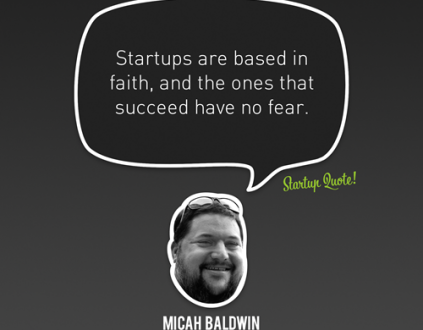 Startups are based in
faith, and the ones that
succeed have no fear.
Startup Quote!
MICAH BALDWIN